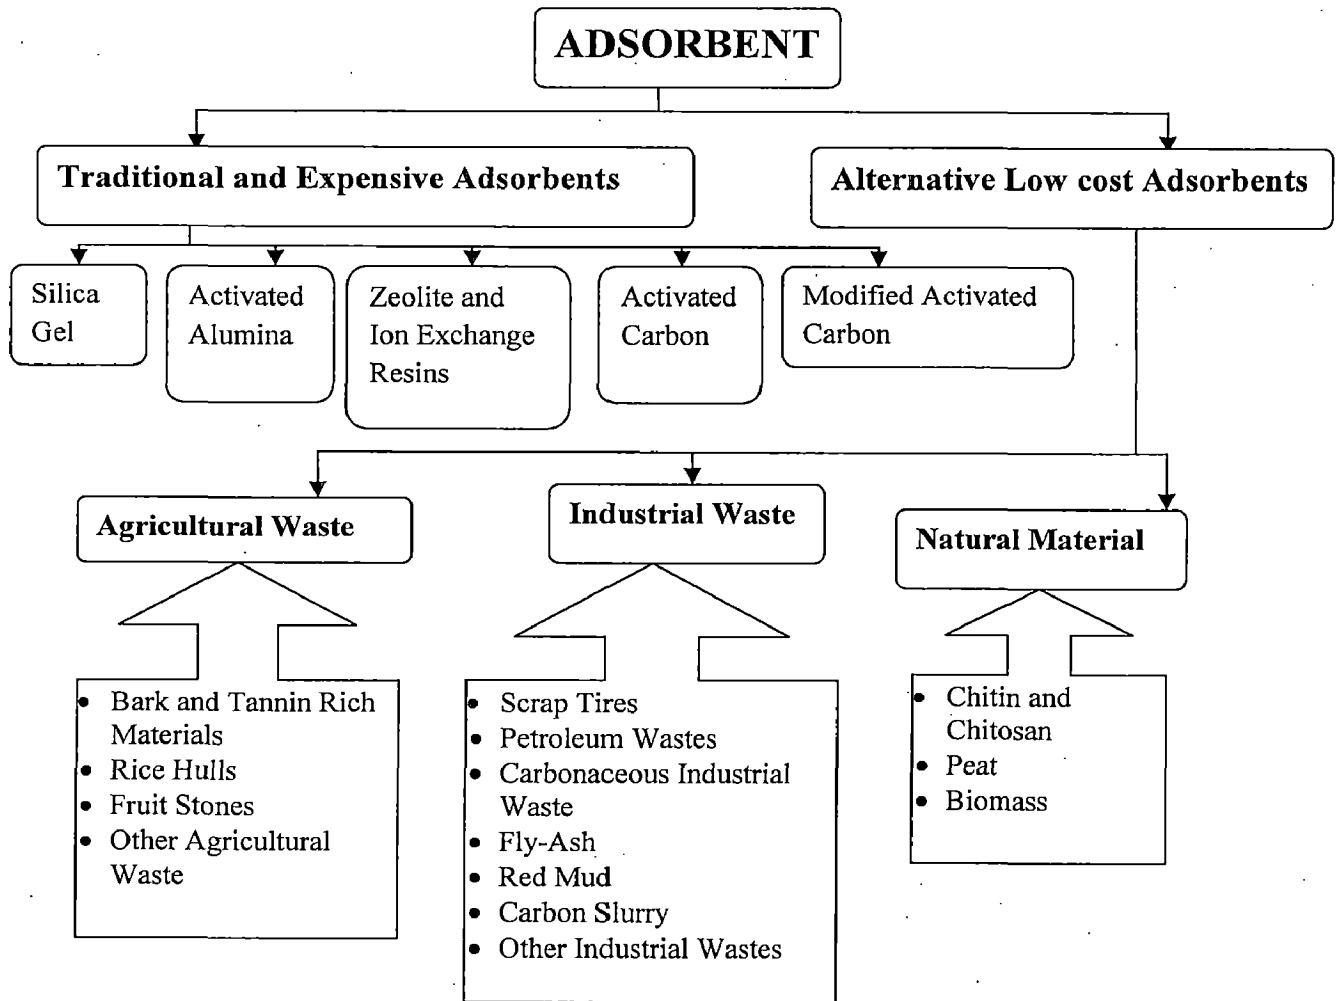 ADSORBENT
Traditional and Expensive Adsorbents
Alternative Low cost Adsorbents
Silica
Gel
Activated
Alumina
Zeolite and
Ion Exchange
Resins
Activated
Carbon
Modified Activated
Carbon
Agricultural Waste
Industrial Waste
Natural Material
• Bark and Tannin Rich
Materials
• Rice Hulls
• Fruit Stones
• Other Agricultural
Waste
• Scrap Tires
• Petroleum Wastes
• Carbonaceous Industrial
Waste
• Fly-Ash
• Red Mud
• Carbon Slurry
• Other Industrial Wastes
• Chitin and
Chitosan
• Peat
• Biomass